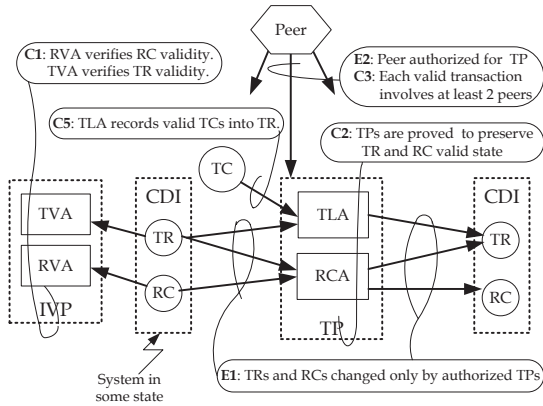 Peer
C1: RVA verifies RC validity.
TVA verifies TR validity.
E2: Peer authorized for TP
C3: Each valid transaction
involves at least 2 peers
C5: TLA records valid TCs into TR.
C2: TPs are proved to preserve
TR and RC valid state
TC
CDI
CDI
TVA
TR
TLA
TR
RVA
RC
RCA
RC
IVP
TP
System in
some state
E1: TRs and RCs changed only by authorized TPs